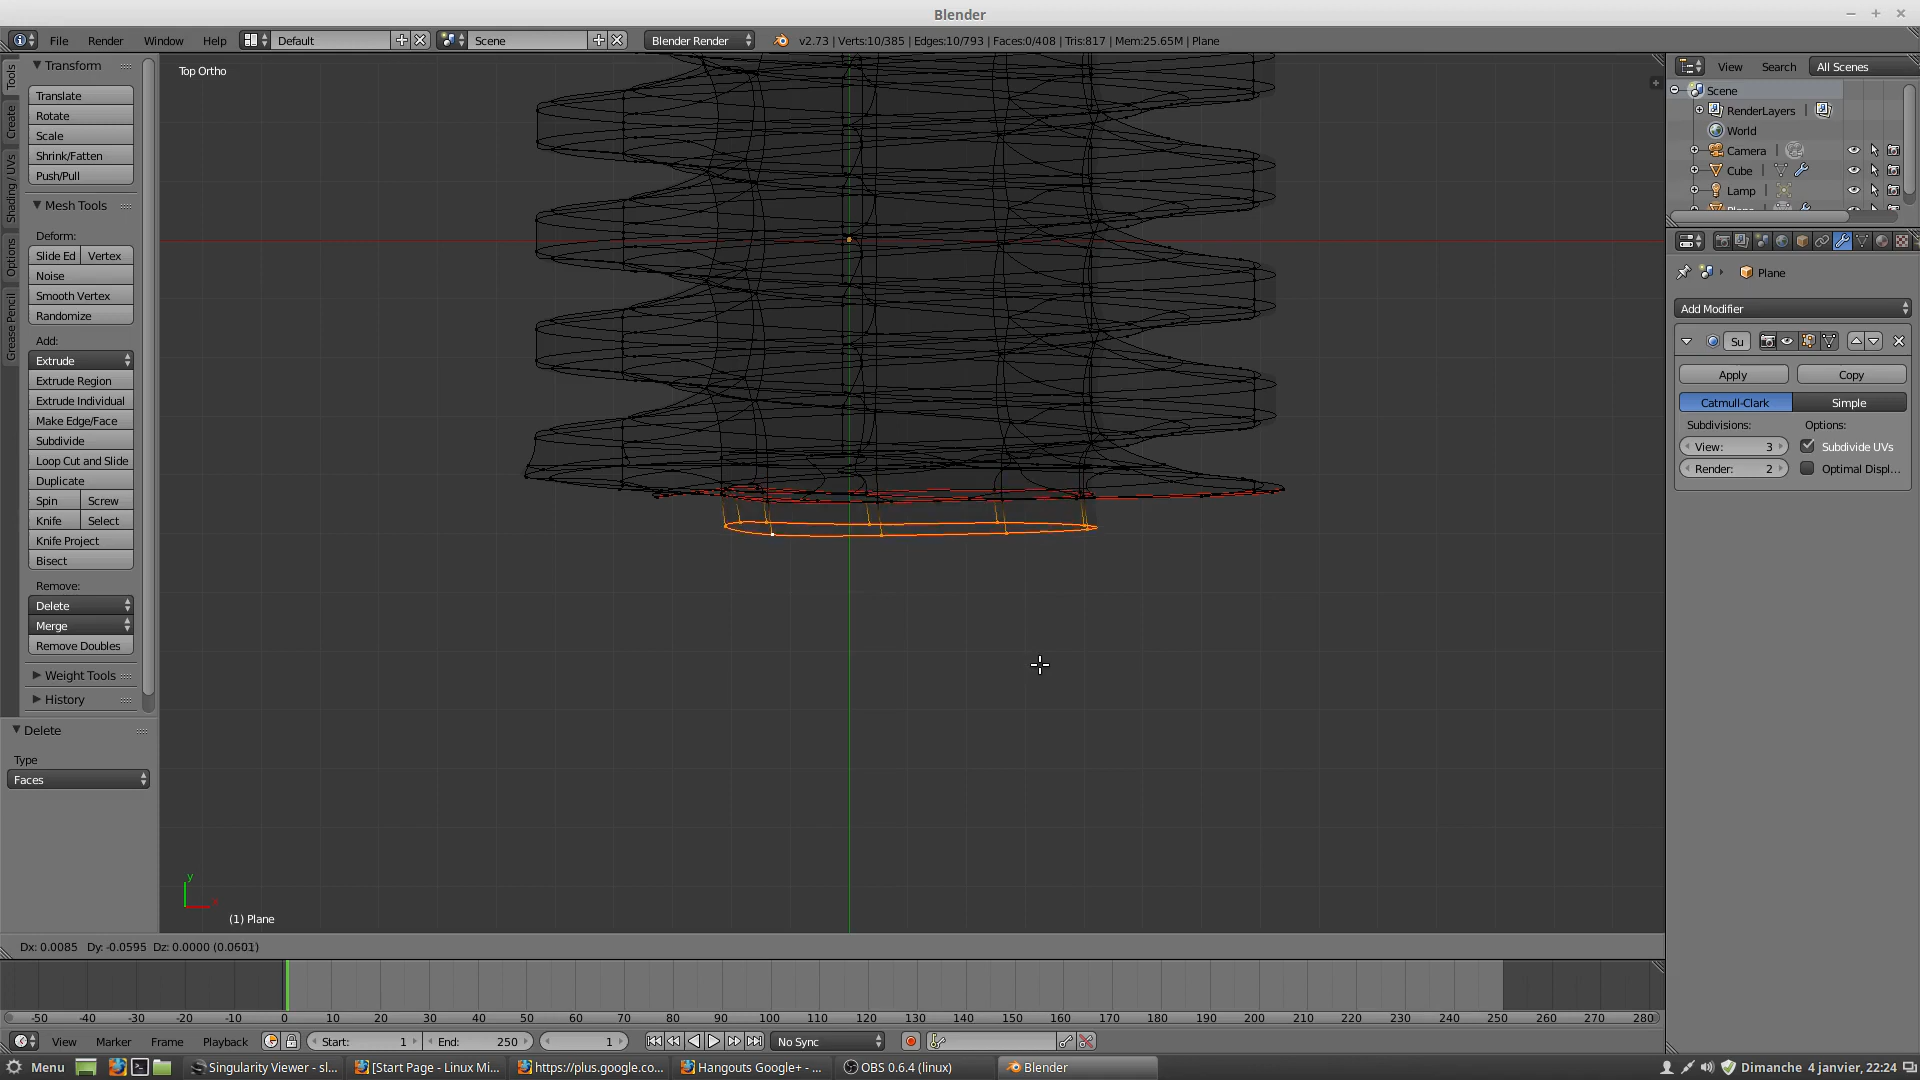 Blender
File Render Window Help Default Scene Blender Render v2.73 | Verts:10/385 | Edges:10/793 | Faces:0/408 | Tris:817 | Mem:25.65M | Plane
Tools
Create
Shading / UVs
Options
Grease Pencil
Transform
Translate
Rotate
Scale
Shrink/Fatten
Push/Pull
Mesh Tools
Deform:
Slide Ed Vertex
Noise
Smooth Vertex
Randomize
Add:
Extrude
Extrude Region
Extrude Individual
Make Edge/Face
Subdivide
Loop Cut and Slide
Duplicate
Spin Screw
Knife Select
Knife Project
Bisect
Remove:
Delete
Merge
Remove Doubles
Weight Tools
History
Delete
Type
Faces
Top Ortho
y
(1) Plane
View Search All Scenes
Scene
RenderLayers |
World
Camera
Cube
Lamp
Plane
Add Modifier
Su
Apply Copy
Catmull-Clark Simple
Subdivisions: Options:
View: 3 Subdivide UVs
Render: 2 Optimal Displ...
Dx: 0.0085 Dy: -0.0595 Dz: 0.0000 (0.0601)
-50 -40 -30 -20 -10 0 10 20 30 40 50 60 70 80 90 100 110 120 130 140 150 160 170 180 190 200 210 220 230 240 250 260 270 280
View Marker Frame Playback Start: 1 End: 250 1 No Sync
Menu Singularity Viewer - sl... [Start Page - Linux Mi... https://plus.google.co... Hangouts Google+ - ... OBS 0.6.4 (linux) Blender Dimanche 4 janvier, 22:24